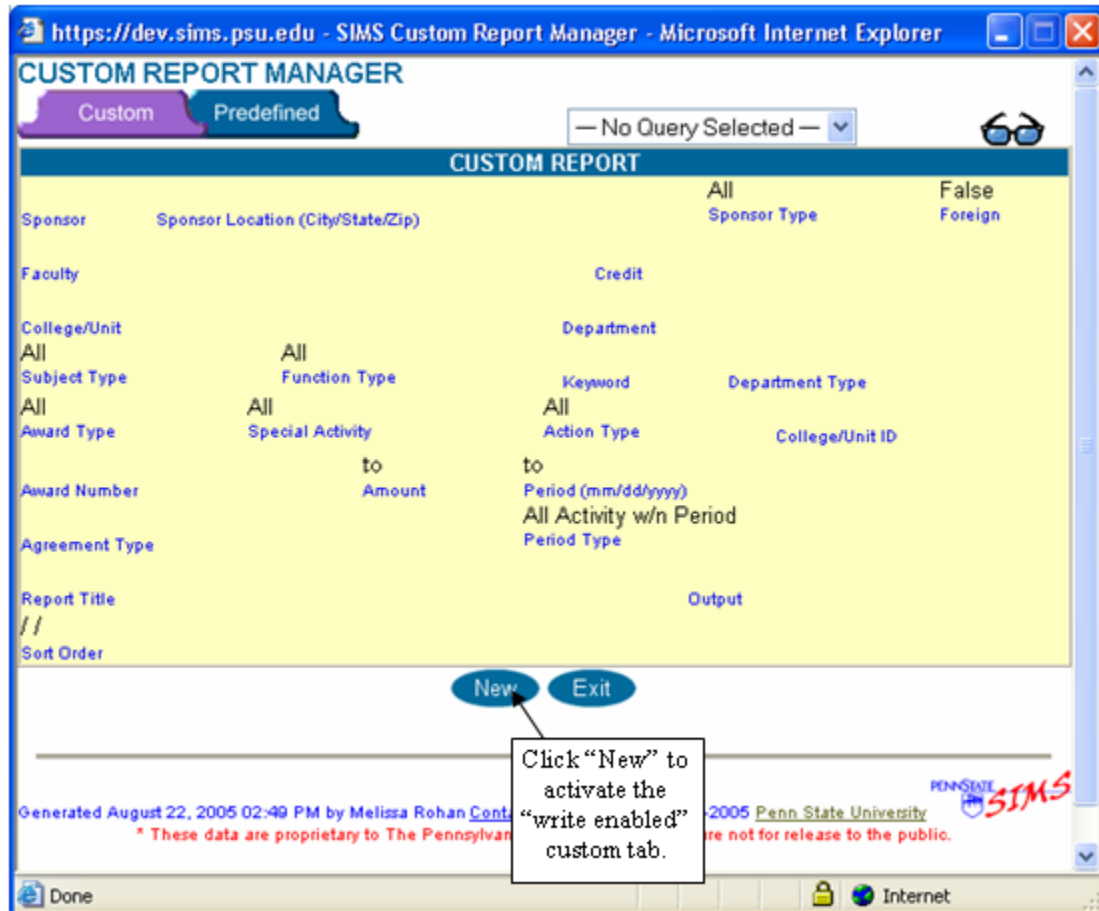 https://dev.sims.psu.edu - SIMS Custom Report Manager - Microsoft Internet Explorer
CUSTOM REPORT MANAGER
Custom Predefined
— No Query Selected —
CUSTOM REPORT
All False
Sponsor Sponsor Location (City/State/Zip) Sponsor Type Foreign
Faculty Credit
College/Unit Department
All All
Subject Type Function Type Keyword Department Type
All All All
Award Type Special Activity Action Type College/Unit ID
to to
Award Number Amount Period (mm/dd/yyyy)
All Activity w/n Period
Agreement Type Period Type
Report Title Output
/ /
Sort Order
New Exit
Click “New” to
activate the
“write enabled”
custom tab.
PENNSTATE SIMS
Generated August 22, 2005 02:49 PM by Melissa Rohan -2005 Penn State University
* These data are proprietary to The are not for release to the public.
Done Internet